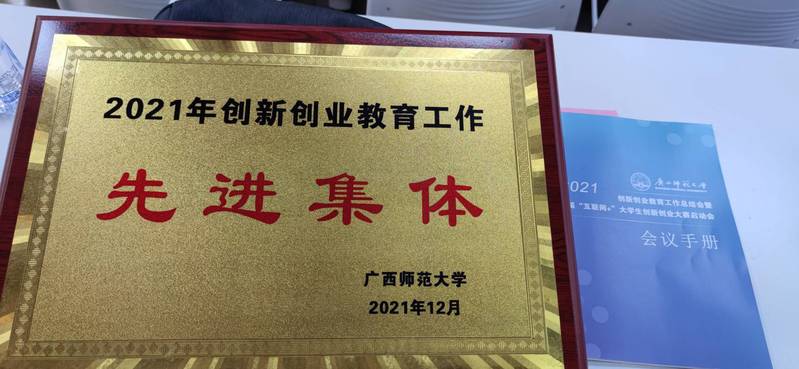 2021年创新创业教育工作
先进集体
广西师范大学
2021年12月
广西师范大学
2021
创新创业教育工作总结会暨
届“互联网+”大学生创新创业大赛启动会
会议手册